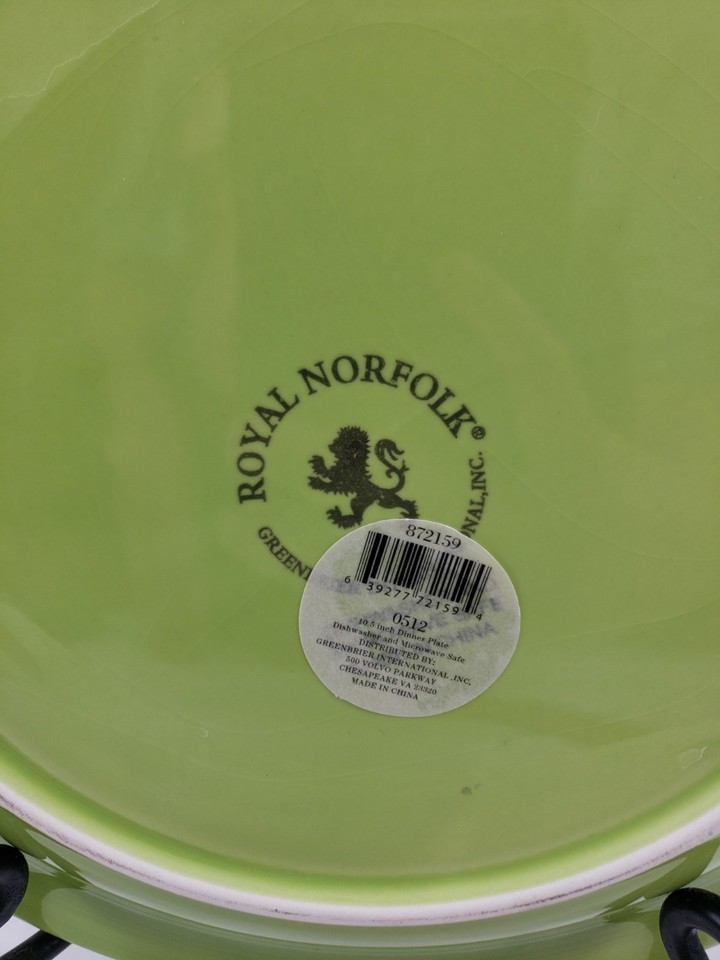 ROYAL NORFOLK®
GREEN
NAL, INC.
872159
6 39277 72159 4
0512
10.5 inch Dinner Plate
Dishwasher and Microwave Safe
DISTRIBUTED BY:
GREENBRIER INTERNATIONAL ,INC,
500 VOLVO PARKWAY
CHESAPEAKE VA 23320
MADE IN CHINA